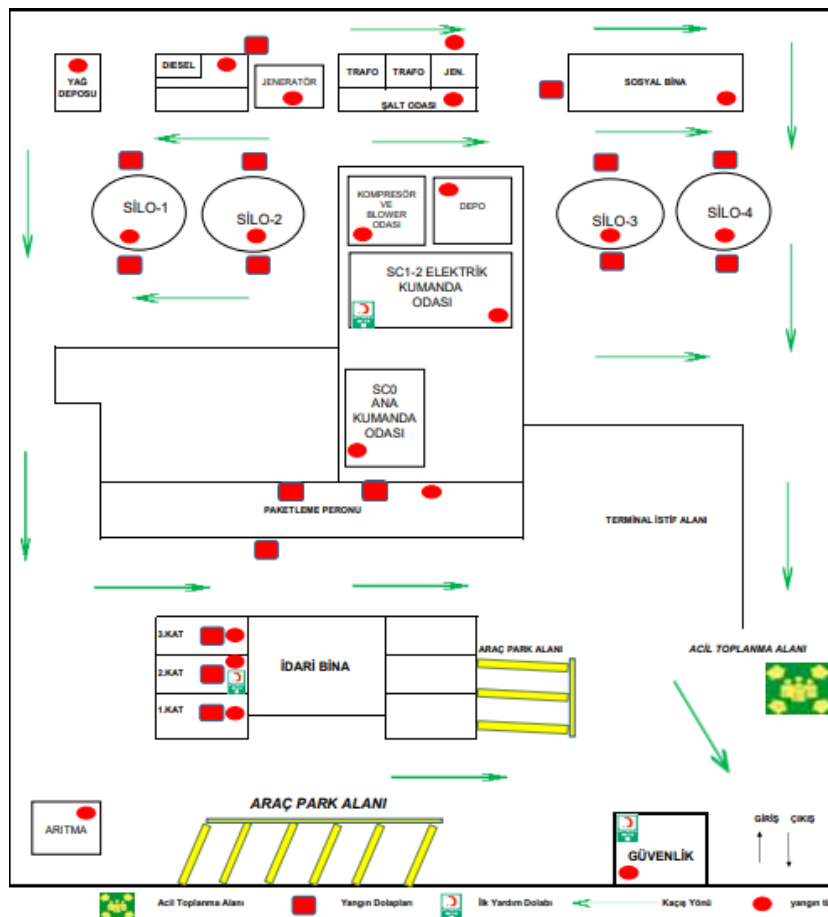 DIESEL
YAĞ
DEPOSU
JENERATÖR
TRAFO
TRAFO
JEN.
ŞALT ODASI
SOSYAL BİNA
SİLO-1
SİLO-2
KOMPRESÖR
VE
BLOWER
ODASI
DEPO
SİLO-3
SİLO-4
SC1-2 ELEKTRİK
KUMANDA
ODASI
SC0
ANA
KUMANDA
ODASI
PAKETLEME PERONU
TERMİNAL İSTİF ALANI
3.KAT
2.KAT
1.KAT
İDARİ BİNA
ARAÇ PARK ALANI
ACİL TOPLANMA ALANI
ARAÇ PARK ALANI
ARITMA
GÜVENLİK
GİRİŞ
ÇIKIŞ
Acil Toplanma Alanı
Yangın Dolapları
İlk Yardım Dolabı
Kaçış Yönü
yangın tü